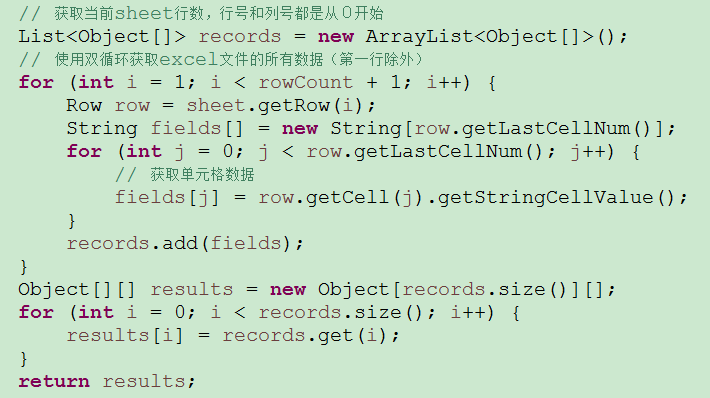 // 获取当前sheet行数，行号和列号都是从０开始
List<Object[]> records = new ArrayList<Object[]>();
// 使用双循环获取excel文件的所有数据（第一行除外）
for (int i = 1; i < rowCount + 1; i++) {
    Row row = sheet.getRow(i);
    String fields[] = new String[row.getLastCellNum()];
    for (int j = 0; j < row.getLastCellNum(); j++) {
        // 获取单元格数据
        fields[j] = row.getCell(j).getStringCellValue();
    }
    records.add(fields);
}
Object[][] results = new Object[records.size()][];
for (int i = 0; i < records.size(); i++) {
    results[i] = records.get(i);
}
return results;